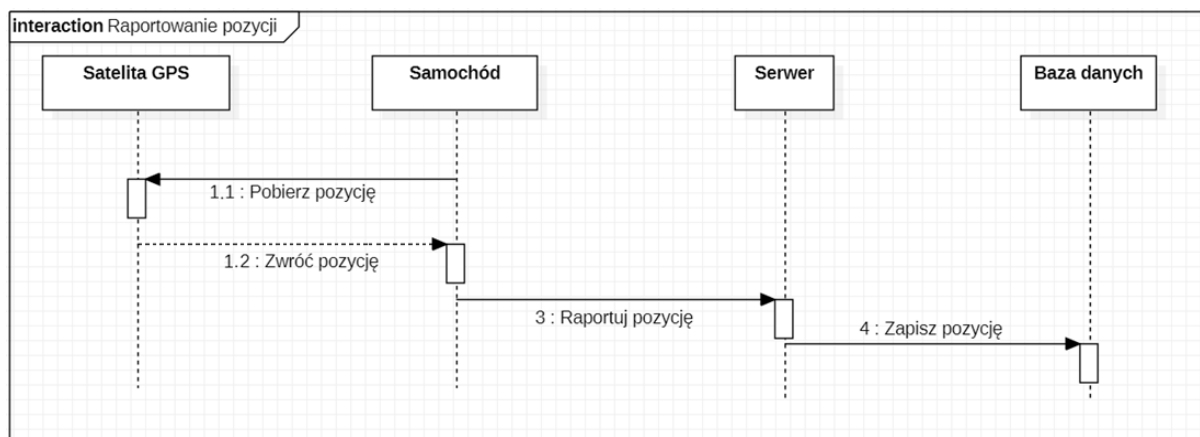 interaction Raportowanie pozycji
Satelita GPS
Samochód
Serwer
Baza danych
1.1 : Pobierz pozycję
1.2 : Zwróć pozycję
3 : Raportuj pozycję
4 : Zapisz pozycję